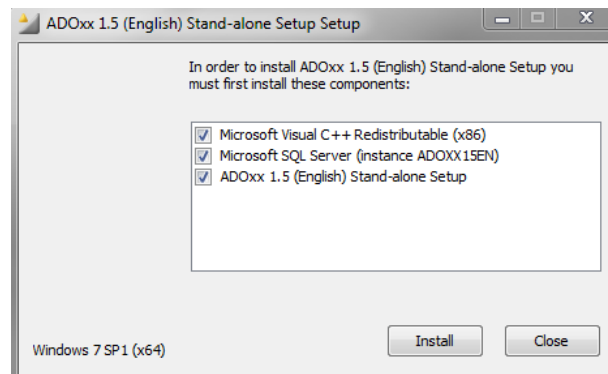 ADOxx 1.5 (English) Stand-alone Setup Setup
In order to install ADOxx 1.5 (English) Stand-alone Setup you
must first install these components:
Microsoft Visual C++ Redistributable (x86)
Microsoft SQL Server (instance ADOXX15EN)
ADOxx 1.5 (English) Stand-alone Setup
Install
Close
Windows 7 SP1 (x64)